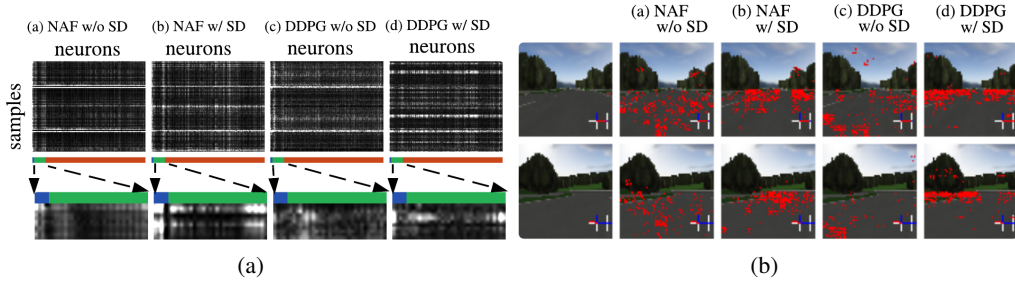 (a) NAF w/o SD (b) NAF w/ SD (c) DDPG w/o SD (d) DDPG w/ SD
neurons neurons neurons neurons
samples
(a)
(a) NAF (b) NAF (c) DDPG (d) DDPG
w/o SD w/ SD w/o SD w/ SD
(b)